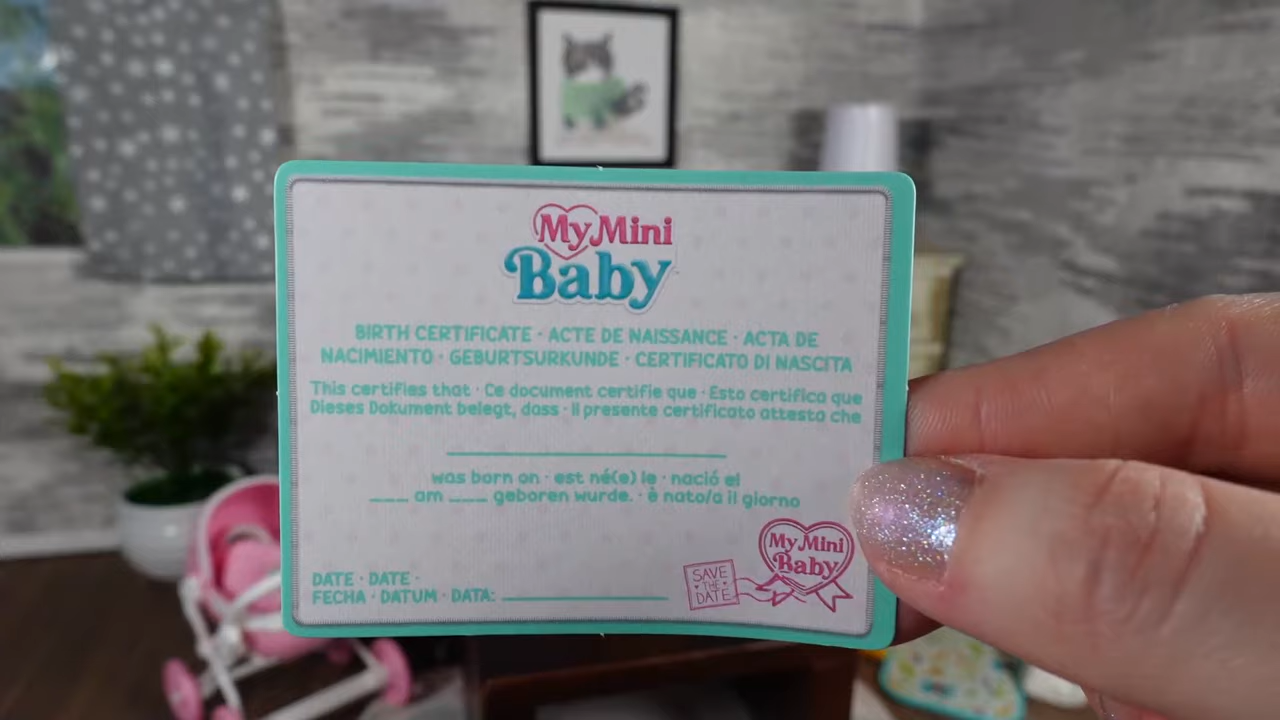 My Mini
Baby
BIRTH CERTIFICATE · ACTE DE NAISSANCE · ACTA DE
NACIMIENTO · GEBURTSURKUNDE · CERTIFICATO DI NASCITA
This certifies that · Ce document certifie que · Esto certifica que
Dieses Dokument belegt, dass · Il presente certificato attesta che
was born on · est né(e) le · nació el
___ am ___ geboren wurde. · è nato/a il giorno
DATE · DATE ·
FECHA · DATUM · DATA:
SAVE
THE
DATE
My Mini
Baby